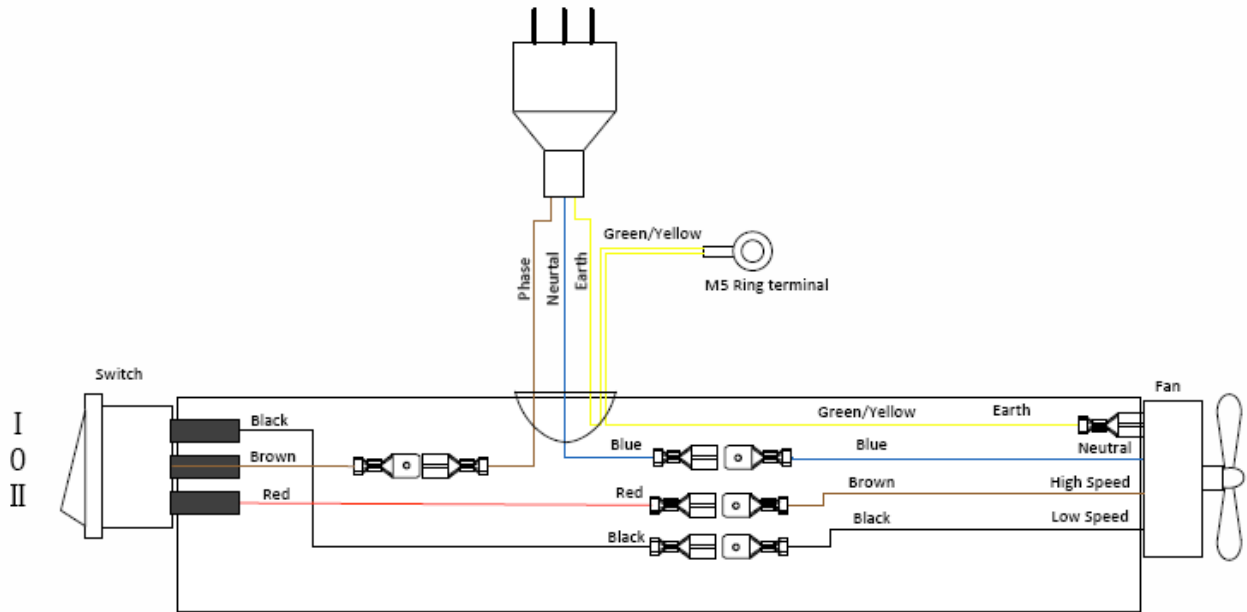 Green/Yellow
Phase
Neurtal
Earth
M5 Ring terminal
Switch
Fan
I
0
II
Black
Brown
Red
Green/Yellow
Earth
Blue
Blue
Neutral
Red
Brown
High Speed
Black
Black
Low Speed